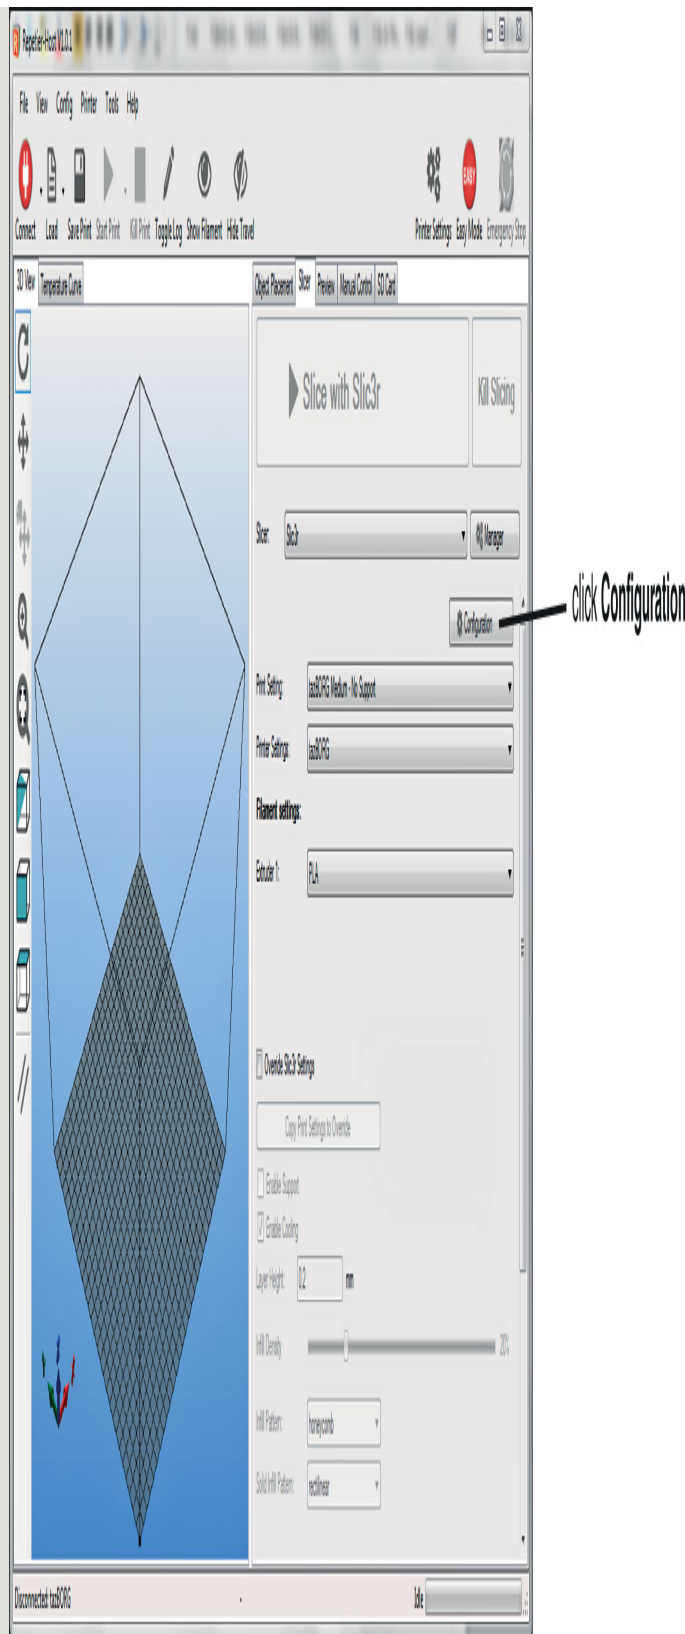 Repetier-Host V1.0.1
File View Config Printer Tools Help
EASY
Connect Load Save Print Start Print Kill Print Toggle Log Show Filament Hide Travel Printer Settings Easy Mode Emergency Stop
3D View Temperature Curve Object Placement Slicer Preview Manual Control SD Card
Slice with Slic3r Kill Slicing
Slicer: Slic3r Manager
Configuration
click Configuration
Print Setting: tazBORG Medium - No Support
Printer Settings: tazBORG
Filament settings:
Extruder 1: PLA
Override Slic3r Settings
Copy Print Settings to Override
Enable Support
Enable Cooling
Layer Height: 0.2 mm
Infill Density 20%
Infill Pattern: honeycomb
Solid Infill Pattern: rectilinear
Disconnected: tazBORG - Idle